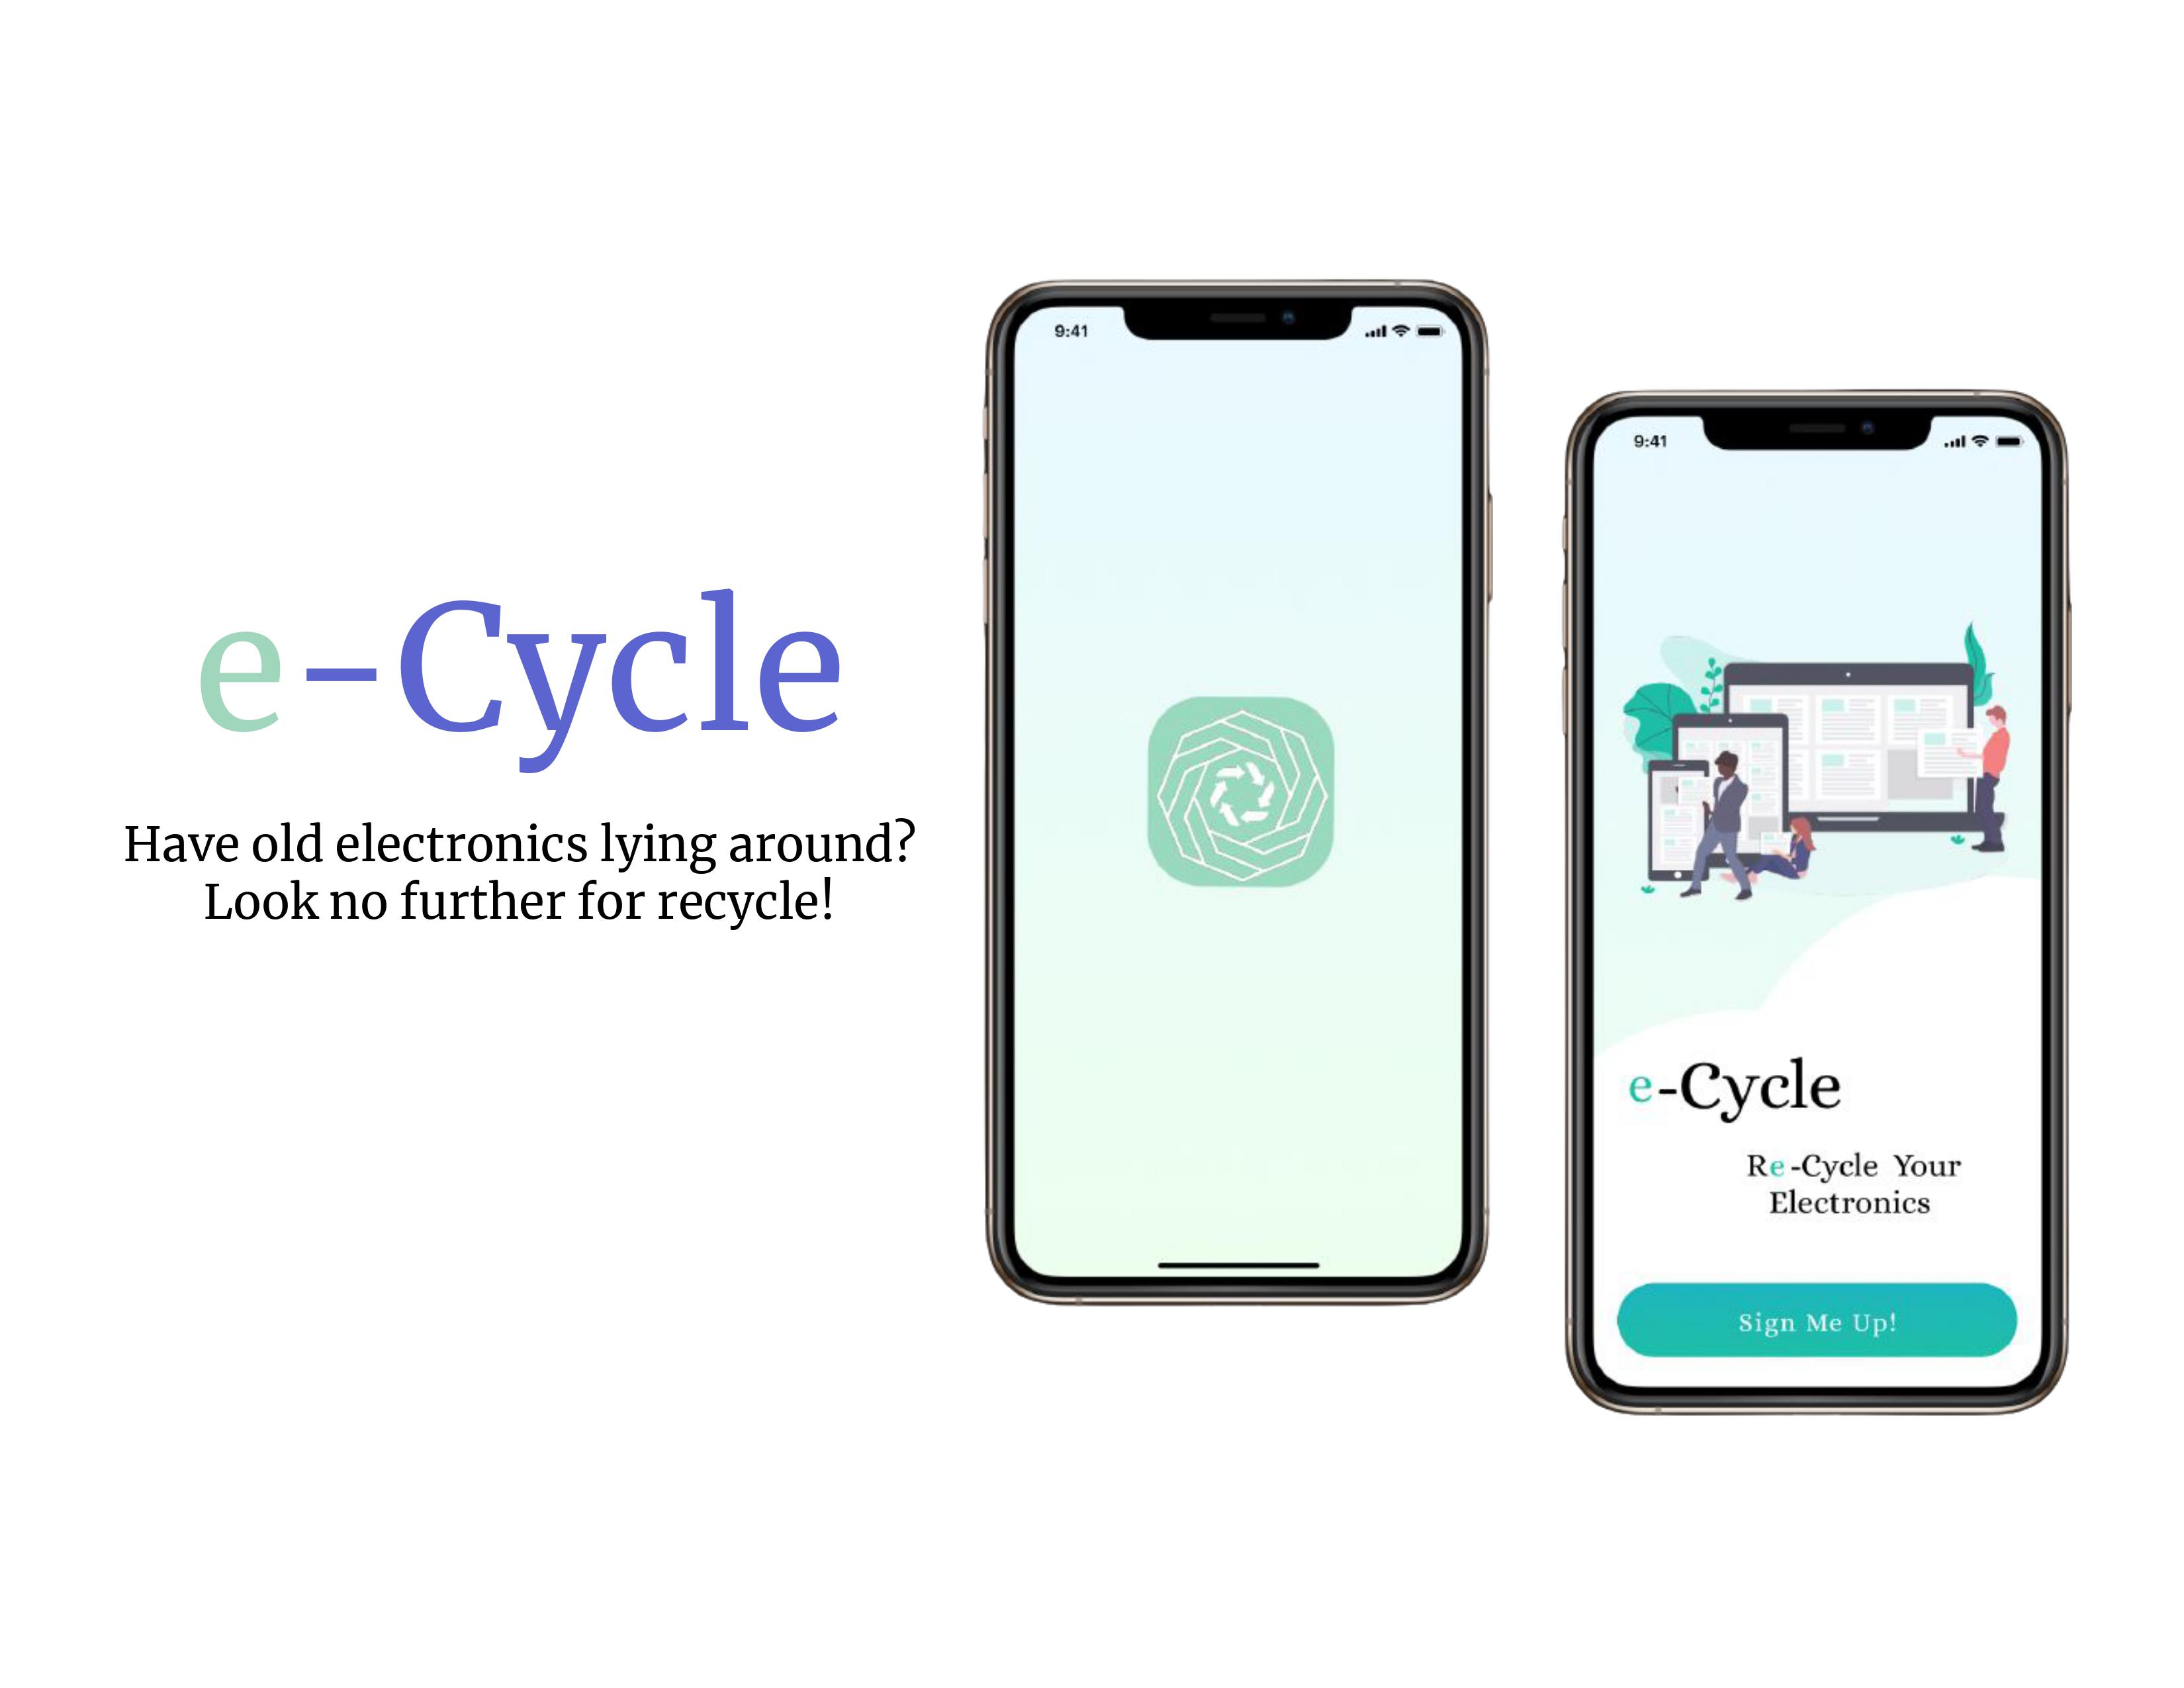 e-Cycle
Have old electronics lying around?
Look no further for recycle!
9:41
9:41
e-Cycle
Re-Cycle Your
Electronics
Sign Me Up!